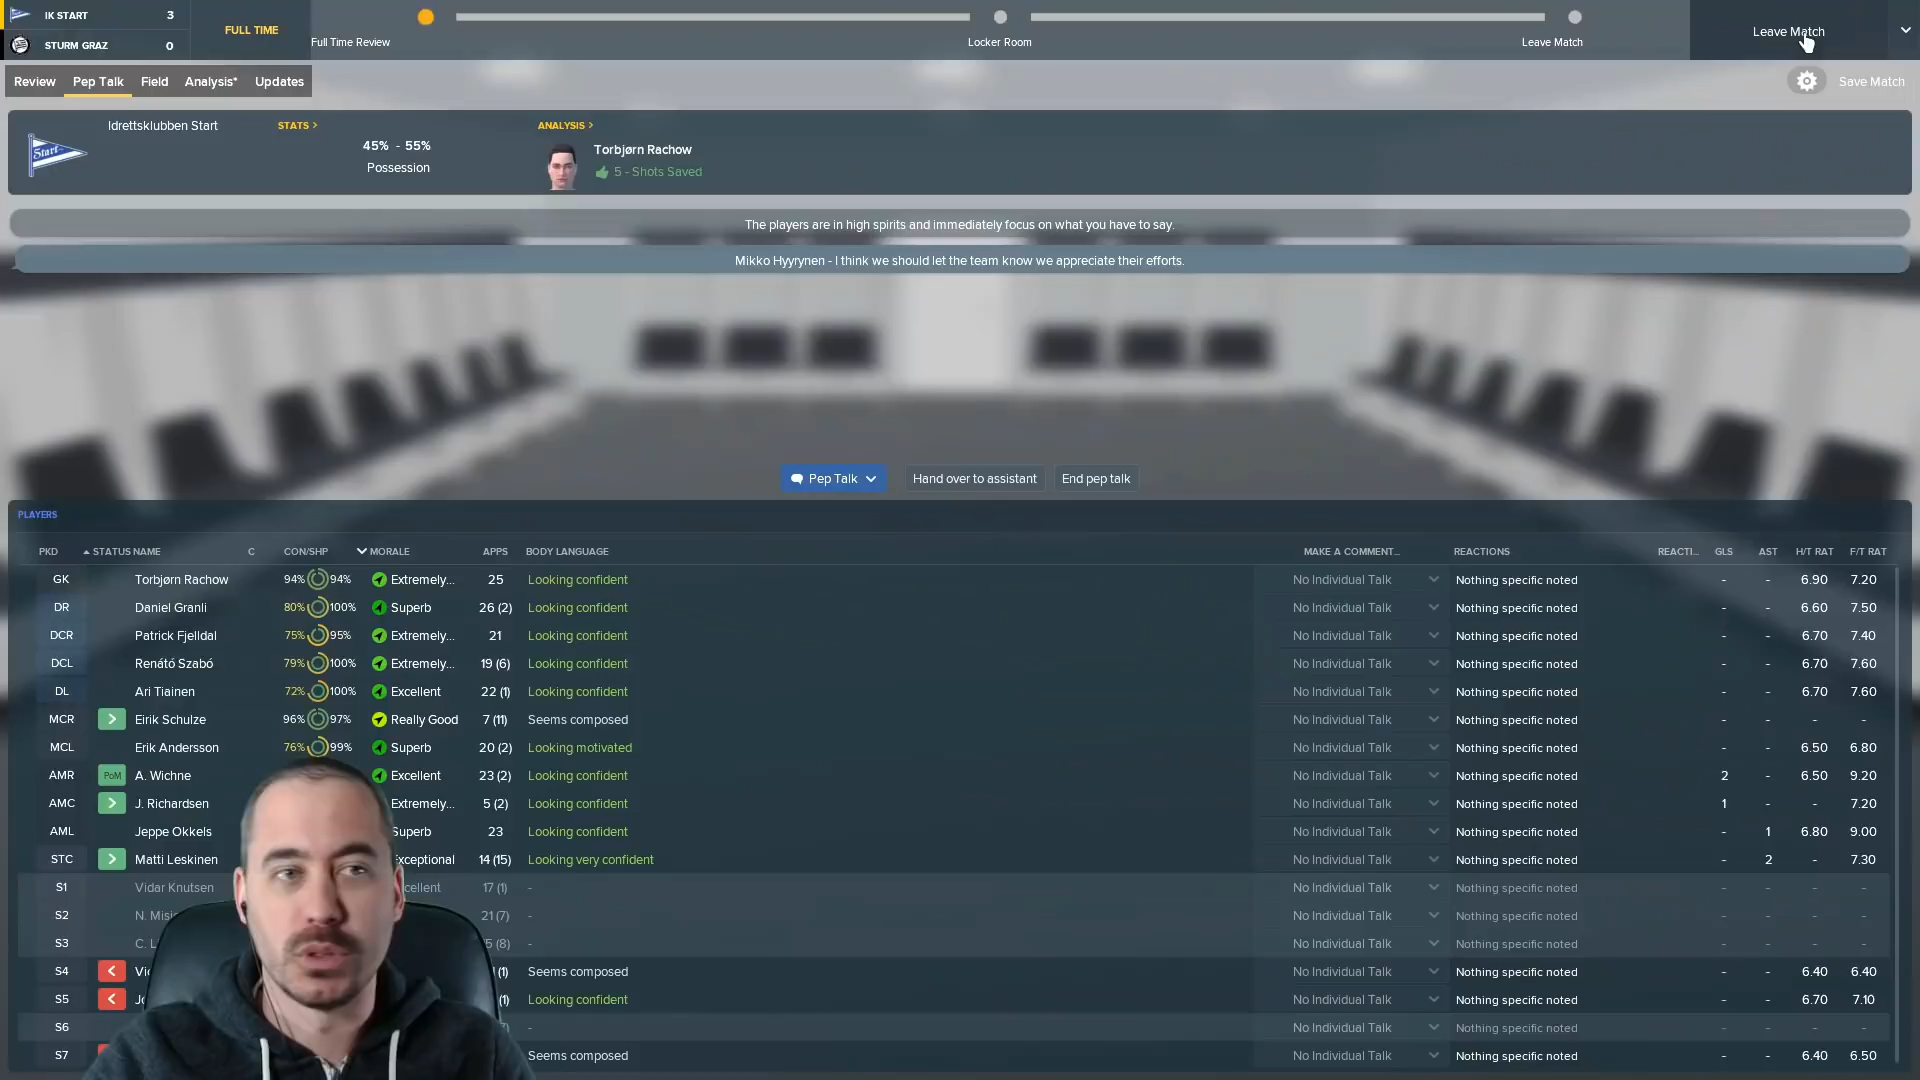 IK START 3
STURM GRAZ 0
FULL TIME
Full Time Review
Locker Room
Leave Match
Leave Match
Review Pep Talk Field Analysis* Updates
Save Match
Start
Idrettsklubben Start
STATS >
45% - 55%
Possession
ANALYSIS >
Torbjørn Rachow
5 - Shots Saved
The players are in high spirits and immediately focus on what you have to say.
Mikko Hyyrynen - I think we should let the team know we appreciate their efforts.
Pep Talk Hand over to assistant End pep talk
PLAYERS
PKD STATUS NAME C CON/SHP MORALE APPS BODY LANGUAGE MAKE A COMMENT... REACTIONS REACTI... GLS AST H/T RAT F/T RAT
GK Torbjørn Rachow 94% 94% Extremely... 25 Looking confident No Individual Talk Nothing specific noted - - 6.90 7.20
DR Daniel Granli 80% 100% Superb 26 (2) Looking confident No Individual Talk Nothing specific noted - - 6.60 7.50
DCR Patrick Fjelldal 75% 95% Extremely... 21 Looking confident No Individual Talk Nothing specific noted - - 6.70 7.40
DCL Renátó Szabó 79% 100% Extremely... 19 (6) Looking confident No Individual Talk Nothing specific noted - - 6.70 7.60
DL Ari Tiainen 72% 100% Excellent 22 (1) Looking confident No Individual Talk Nothing specific noted - - 6.70 7.60
MCR Eirik Schulze 96% 97% Really Good 7 (11) Seems composed No Individual Talk Nothing specific noted - - - -
MCL Erik Andersson 76% 99% Superb 20 (2) Looking motivated No Individual Talk Nothing specific noted - - 6.50 6.80
AMR PoM A. Wichne Excellent 23 (2) Looking confident No Individual Talk Nothing specific noted 2 - 6.50 9.20
AMC J. Richardsen Extremely... 5 (2) Looking confident No Individual Talk Nothing specific noted 1 - - 7.20
AML Jeppe Okkels Superb 23 Looking confident No Individual Talk Nothing specific noted - 1 6.80 9.00
STC Matti Leskinen Exceptional 14 (15) Looking very confident No Individual Talk Nothing specific noted - 2 - 7.30
S1 Vidar Knutsen 17 (1) - No Individual Talk Nothing specific noted - - - -
S2 N. 21 (7) - No Individual Talk Nothing specific noted - - - -
S3 C. (8) - No Individual Talk Nothing specific noted - - - -
S4 (1) Seems composed No Individual Talk Nothing specific noted - - 6.40 6.40
S5 (1) Looking confident No Individual Talk Nothing specific noted - - 6.70 7.10
S6 - No Individual Talk Nothing specific noted - - - -
S7 Seems composed No Individual Talk Nothing specific noted - - 6.40 6.50